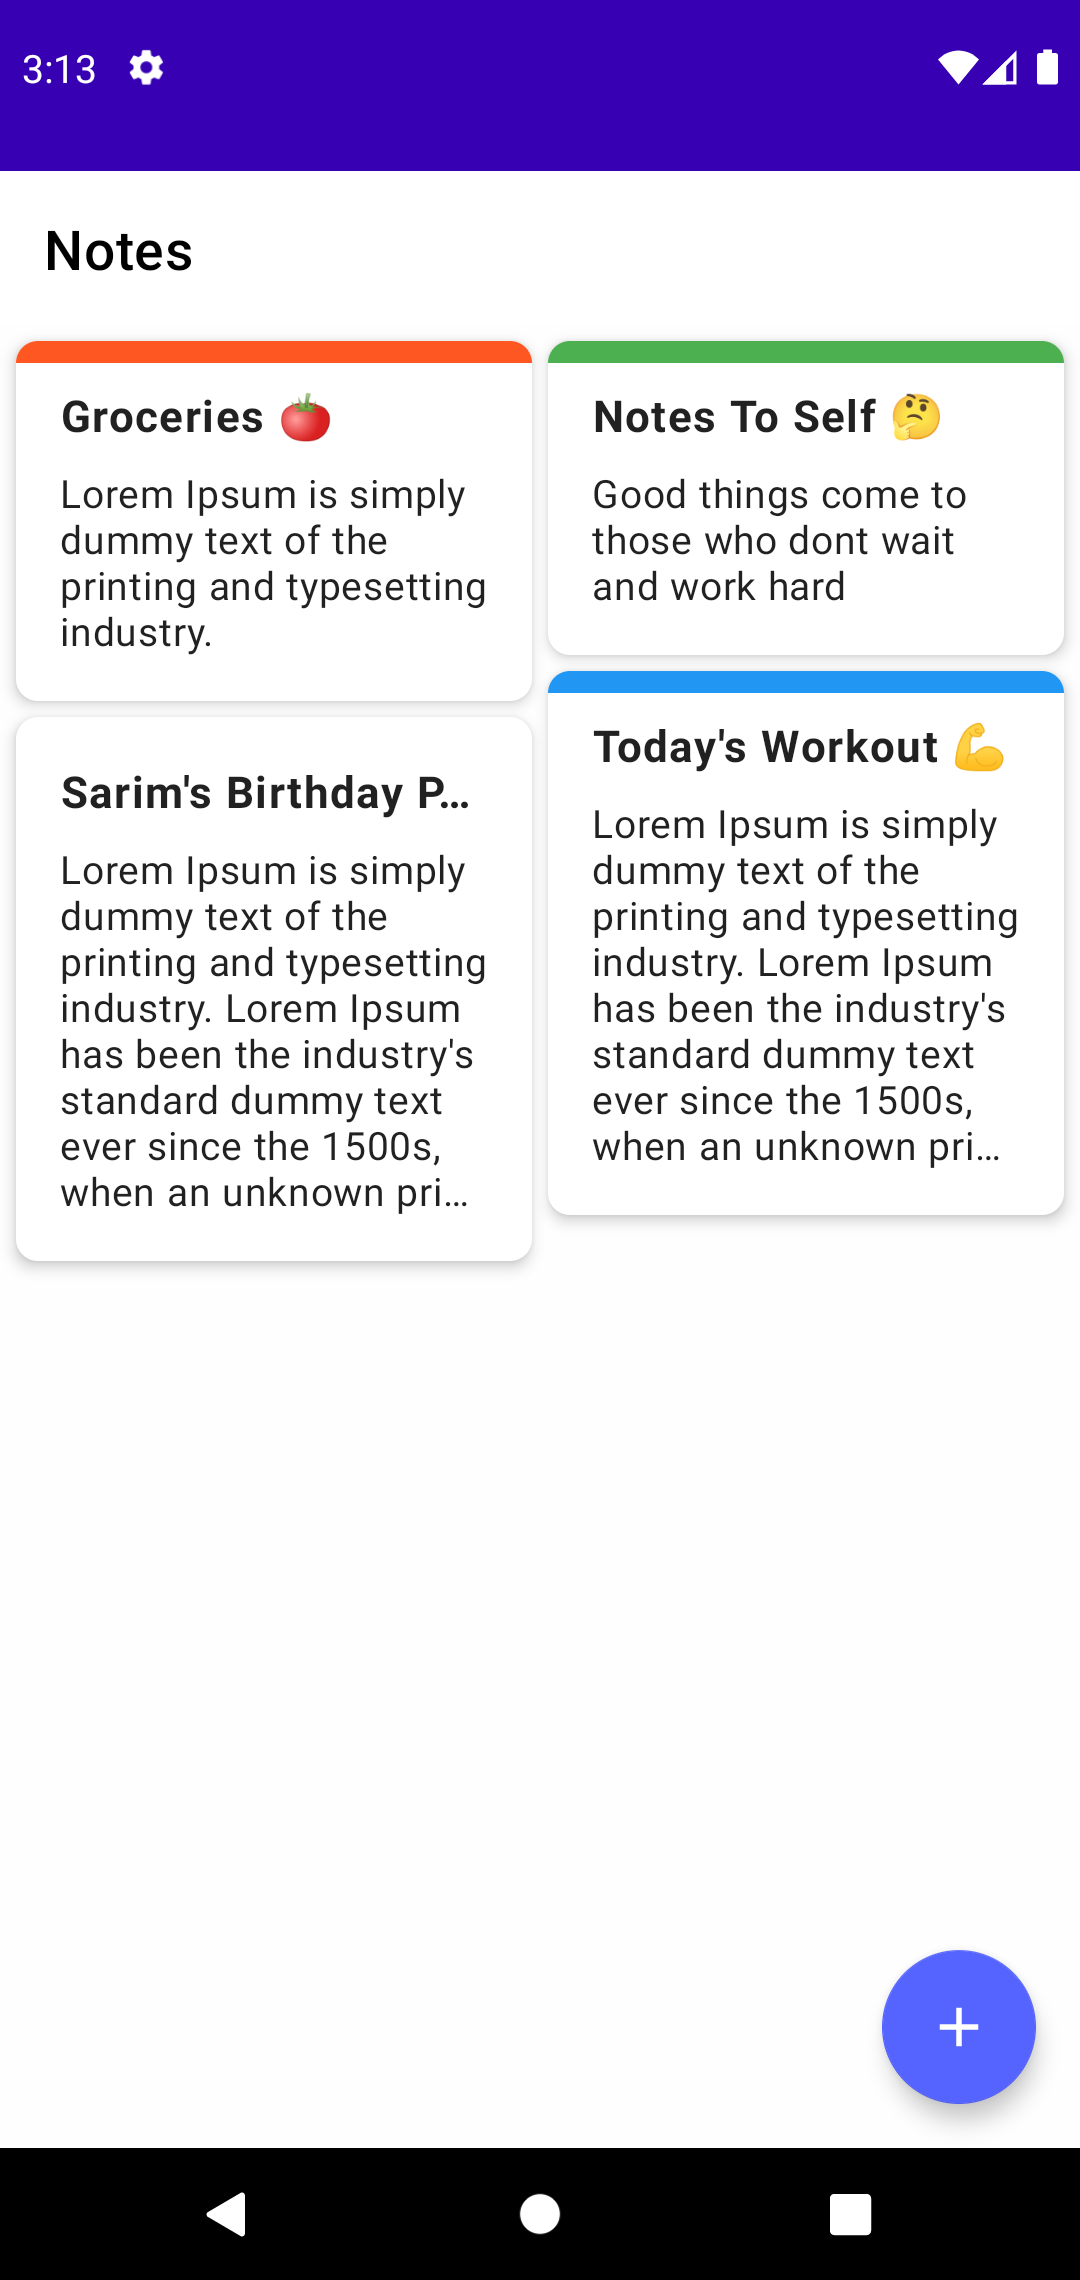 3:13
Notes
Groceries 🍅
Lorem Ipsum is simply
dummy text of the
printing and typesetting
industry.
Notes To Self 🤔
Good things come to
those who dont wait
and work hard
Sarim's Birthday P...
Lorem Ipsum is simply
dummy text of the
printing and typesetting
industry. Lorem Ipsum
has been the industry's
standard dummy text
ever since the 1500s,
when an unknown pri...
Today's Workout 💪
Lorem Ipsum is simply
dummy text of the
printing and typesetting
industry. Lorem Ipsum
has been the industry's
standard dummy text
ever since the 1500s,
when an unknown pri...